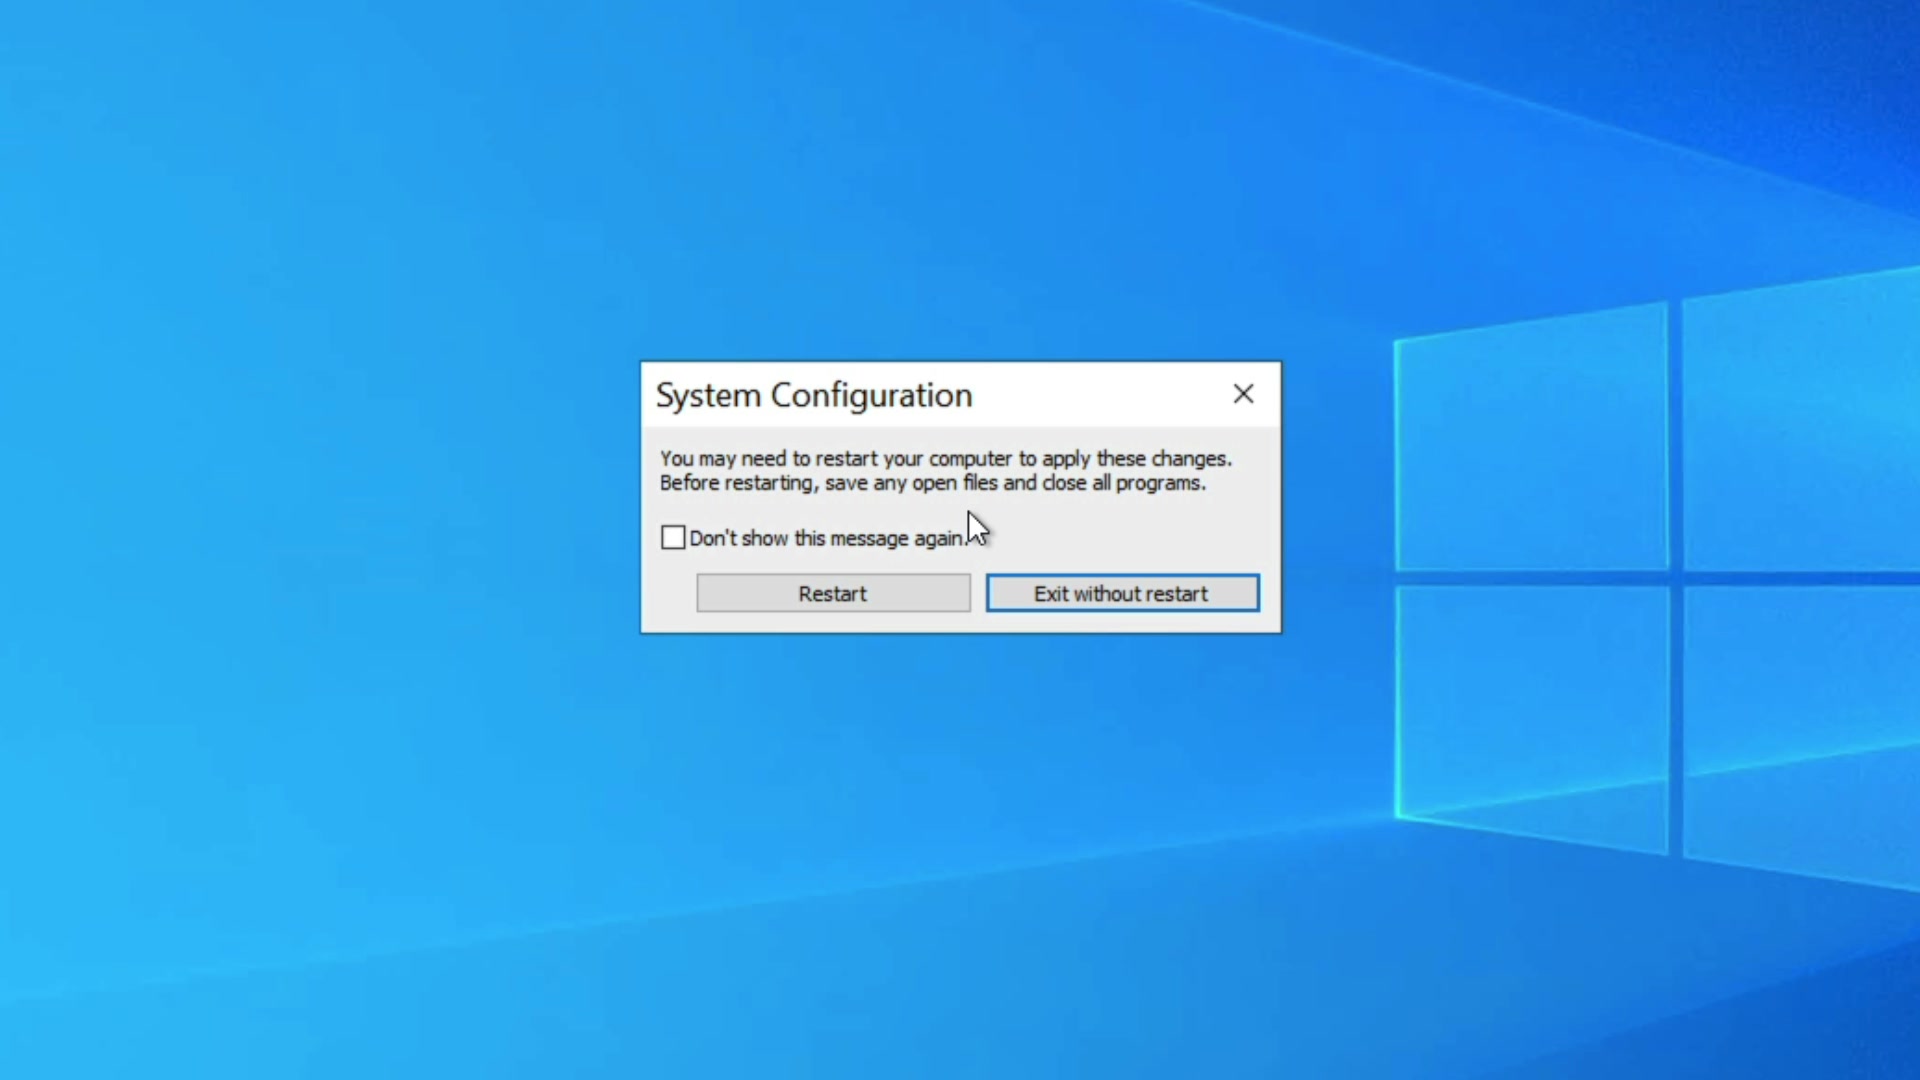 System Configuration
You may need to restart your computer to apply these changes.
Before restarting, save any open files and close all programs.
Don't show this message again.
Restart
Exit without restart